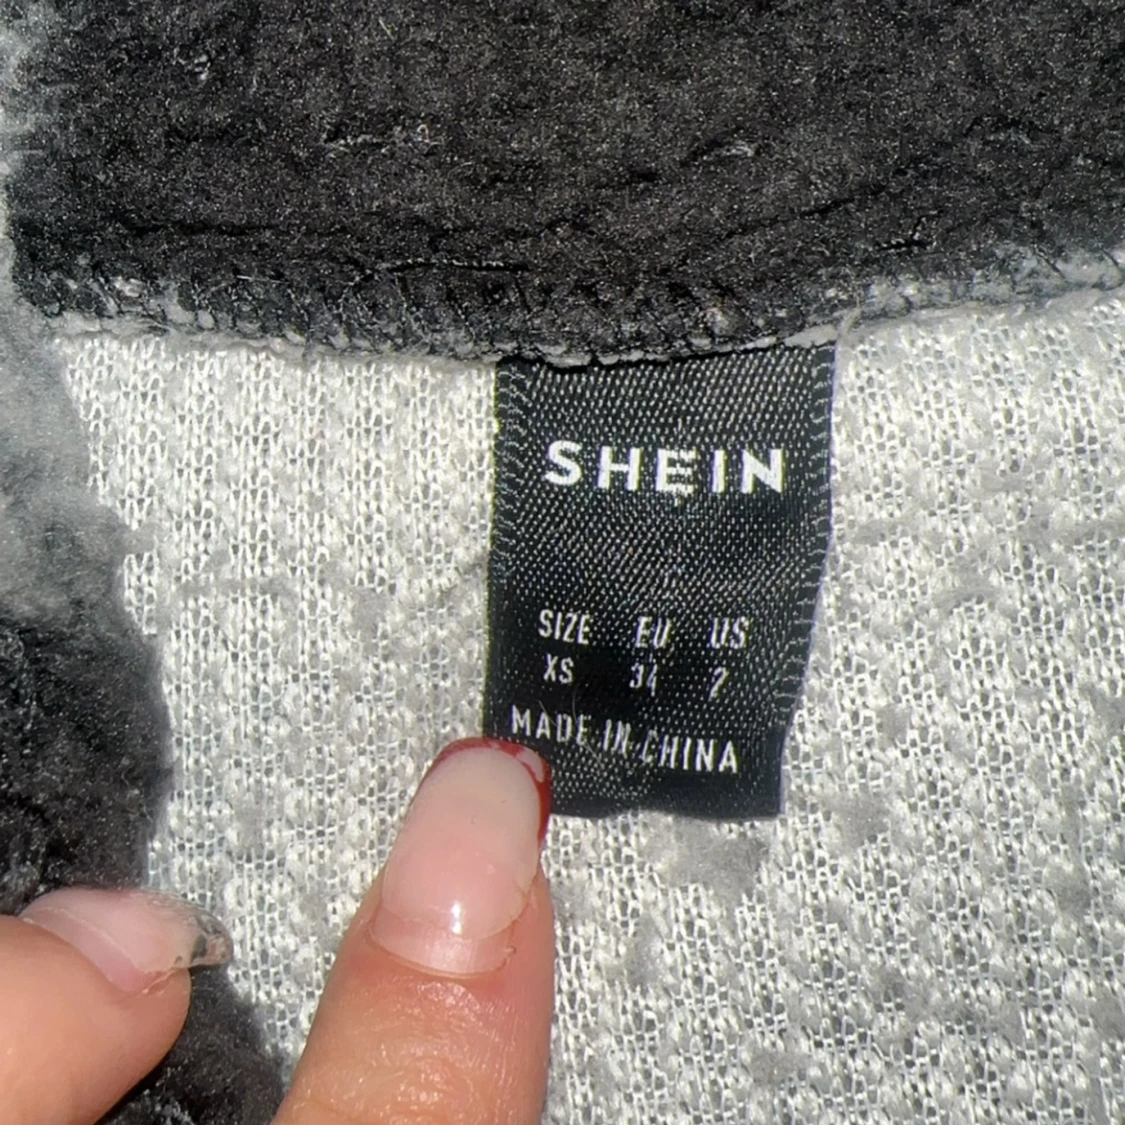 SHEIN
SIZE EU US
XS 34 2
MADE IN CHINA